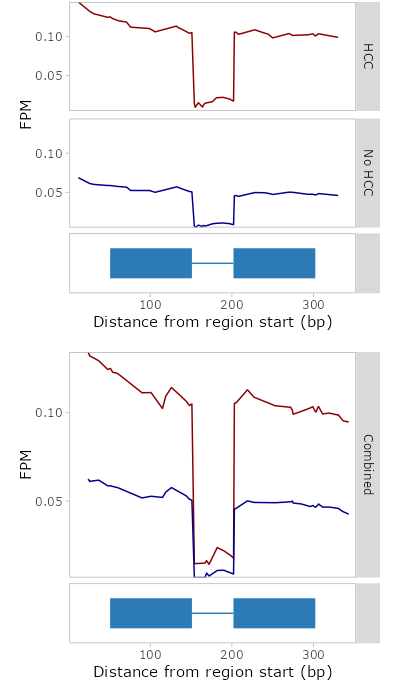 0.10
0.05
HCC
FPM
0.10
0.05
No HCC
100 200 300
Distance from region start (bp)
0.10
0.05
FPM
Combined
100 200 300
Distance from region start (bp)